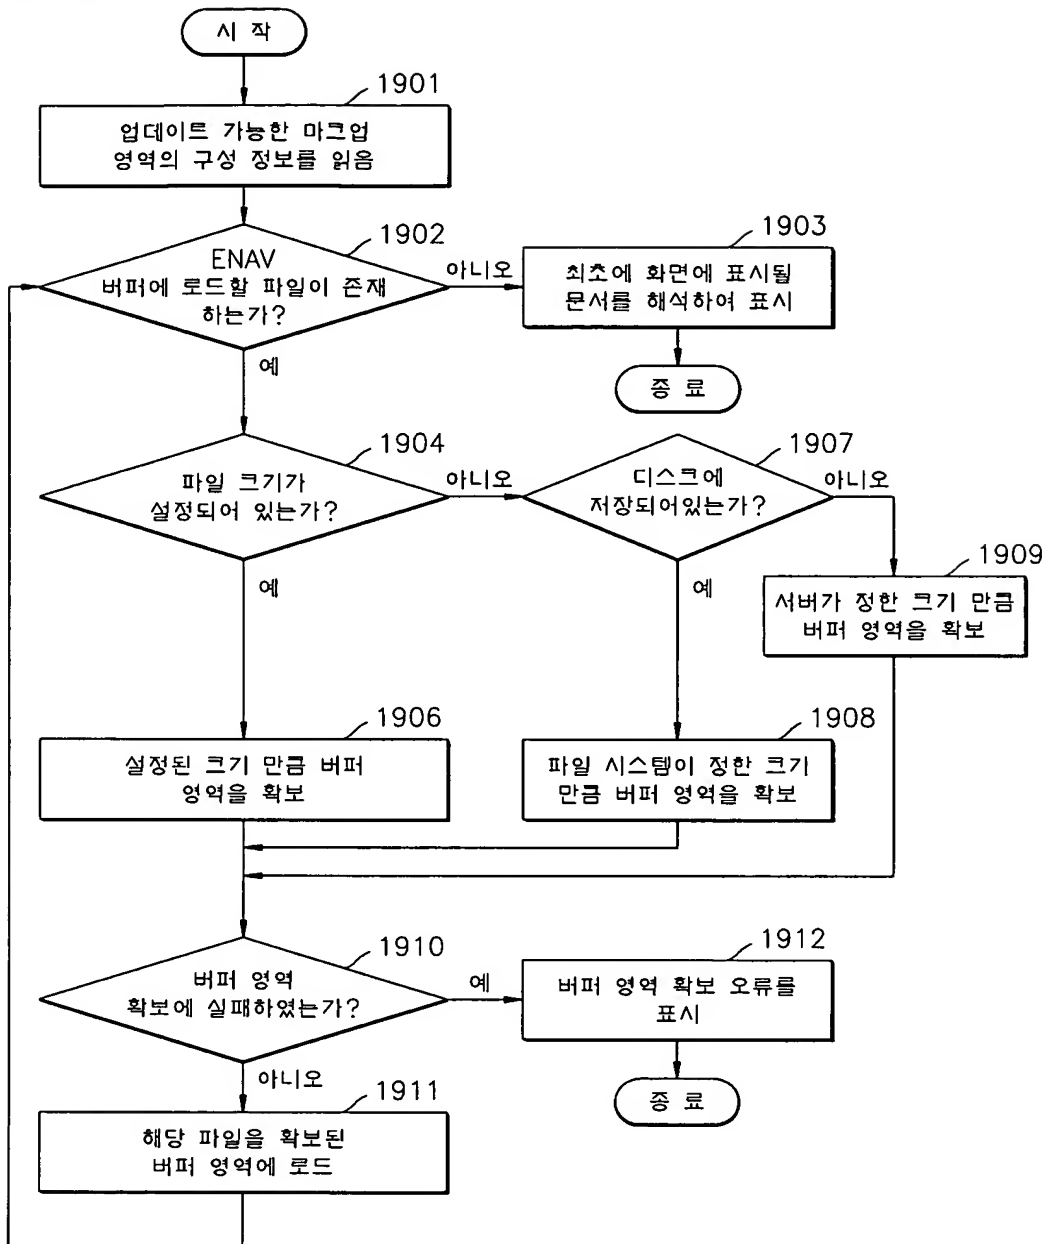 시 작
1901
업데이트 가능한 마크업
영역의 구성 정보를 읽음
1902
ENAV
버퍼에 로드할 파일이 존재
하는가?
아니오
1903
최초에 화면에 표시될
문서를 해석하여 표시
종 료
예
1904
파일 크기가
설정되어 있는가?
아니오
1907
디스크에
저장되어있는가?
아니오
예
예
1909
서버가 정한 크기 만큼
버퍼 영역을 확보
1906
설정된 크기 만큼 버퍼
영역을 확보
1908
파일 시스템이 정한 크기
만큼 버퍼 영역을 확보
1910
버퍼 영역
확보에 실패하였는가?
예
1912
버퍼 영역 확보 오류를
표시
종 료
아니오
1911
해당 파일을 확보된
버퍼 영역에 로드